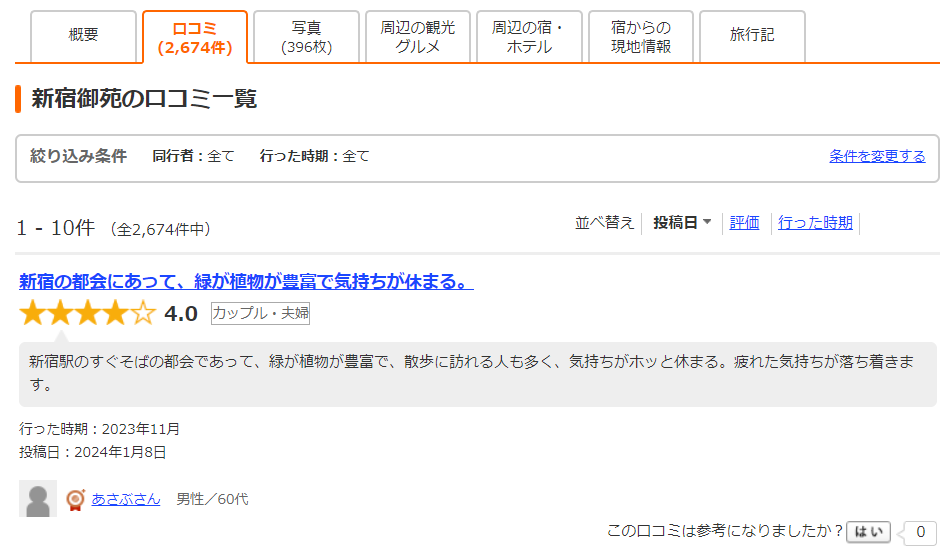 概要
口コミ
(2,674件)
写真
(396枚)
周辺の観光
グルメ
周辺の宿・
ホテル
宿からの
現地情報
旅行記
新宿御苑の口コミ一覧
絞り込み条件 同行者：全て 行った時期：全て 条件を変更する
1 - 10件 （全2,674件中） 並べ替え 投稿日 評価 行った時期
新宿の都会にあって、緑が植物が豊富で気持ちが休まる。
4.0 カップル・夫婦
新宿駅のすぐそばの都会であって、緑が植物が豊富で、散歩に訪れる人も多く、気持ちがホッと休まる。疲れた気持ちが落ち着きま
す。
行った時期：2023年11月
投稿日：2024年1月8日
あさぶさん 男性／60代
この口コミは参考になりましたか？ はい 0